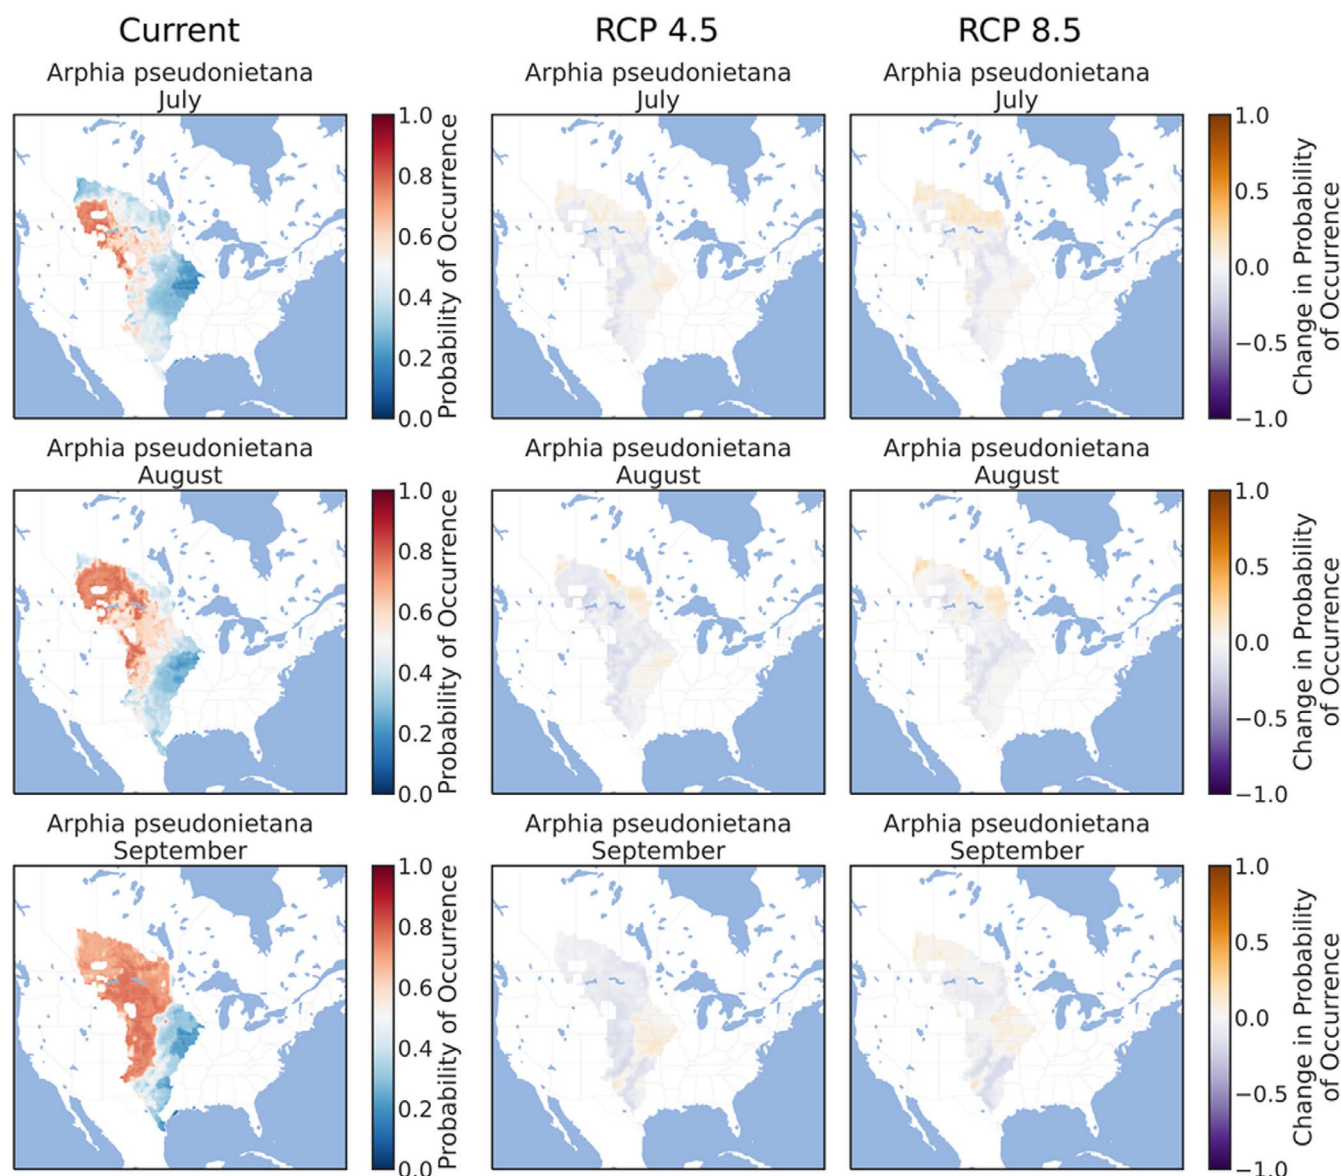 Current
RCP 4.5
RCP 8.5
Arphia pseudonietana
July
Arphia pseudonietana
July
Arphia pseudonietana
July
1.0
0.8
0.6
0.4
0.2
0.0
Probability of Occurrence
1.0
0.5
0.0
−0.5
−1.0
Change in Probability
of Occurrence
Arphia pseudonietana
August
Arphia pseudonietana
August
Arphia pseudonietana
August
1.0
0.8
0.6
0.4
0.2
0.0
Probability of Occurrence
1.0
0.5
0.0
−0.5
−1.0
Change in Probability
of Occurrence
Arphia pseudonietana
September
Arphia pseudonietana
September
Arphia pseudonietana
September
1.0
0.8
0.6
0.4
0.2
0.0
Probability of Occurrence
1.0
0.5
0.0
−0.5
−1.0
Change in Probability
of Occurrence